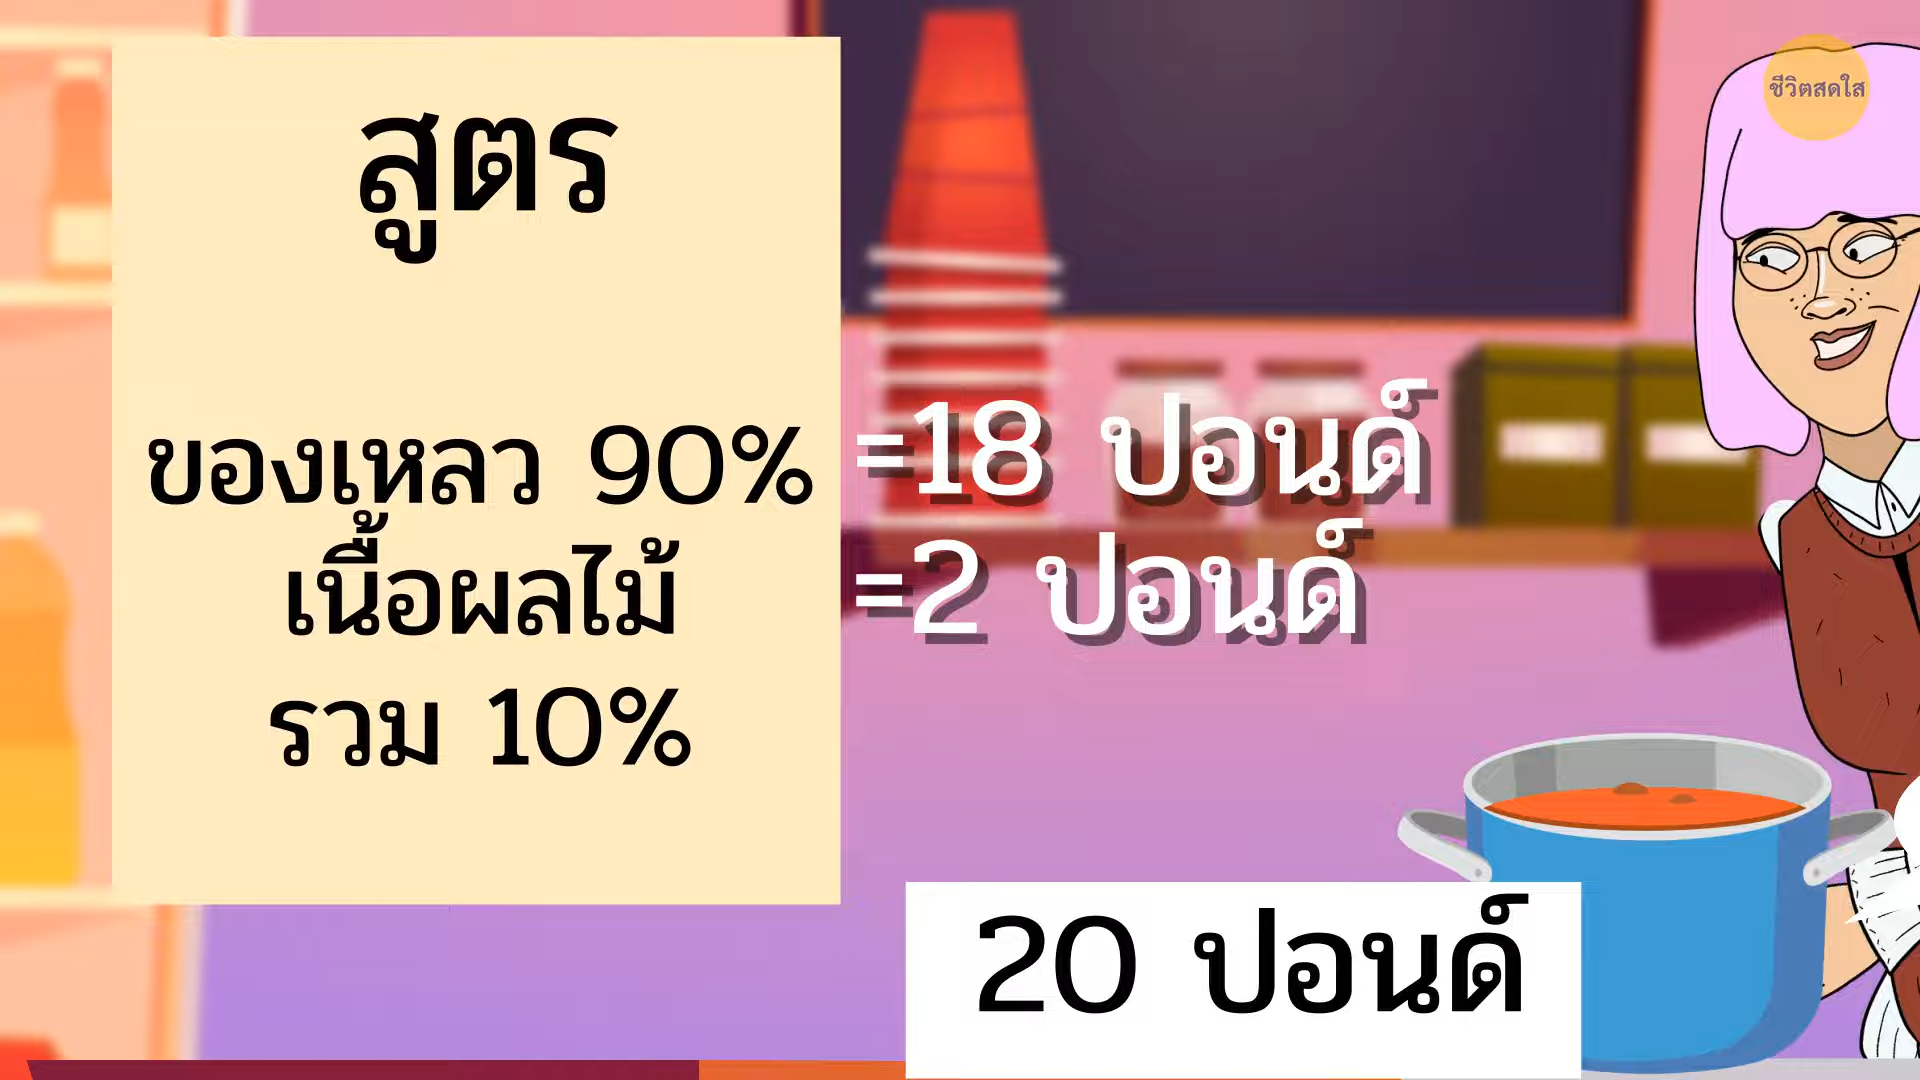 สูตร
ของเหลว 90%
=18 ปอนด์
เนื้อผลไม้
=2 ปอนด์
รวม 10%
20 ปอนด์
ชีวิตสดใส